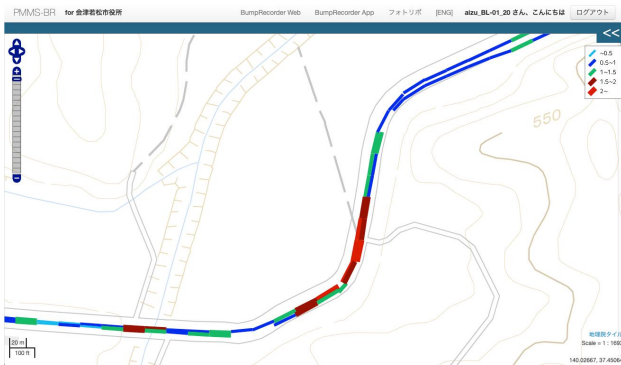 PMMS-BR for 会津若松市役所 BumpRecorder Web BumpRecorder App フォトリポ [ENG] aizu_BL-01_20 さん、こんにちは ログアウト
<<
~0.5
0.5~1
1~1.5
1.5~2
2~
550
20 m
100 ft
地理院タイル
Scale = 1 : 1692
140.02667, 37.45064